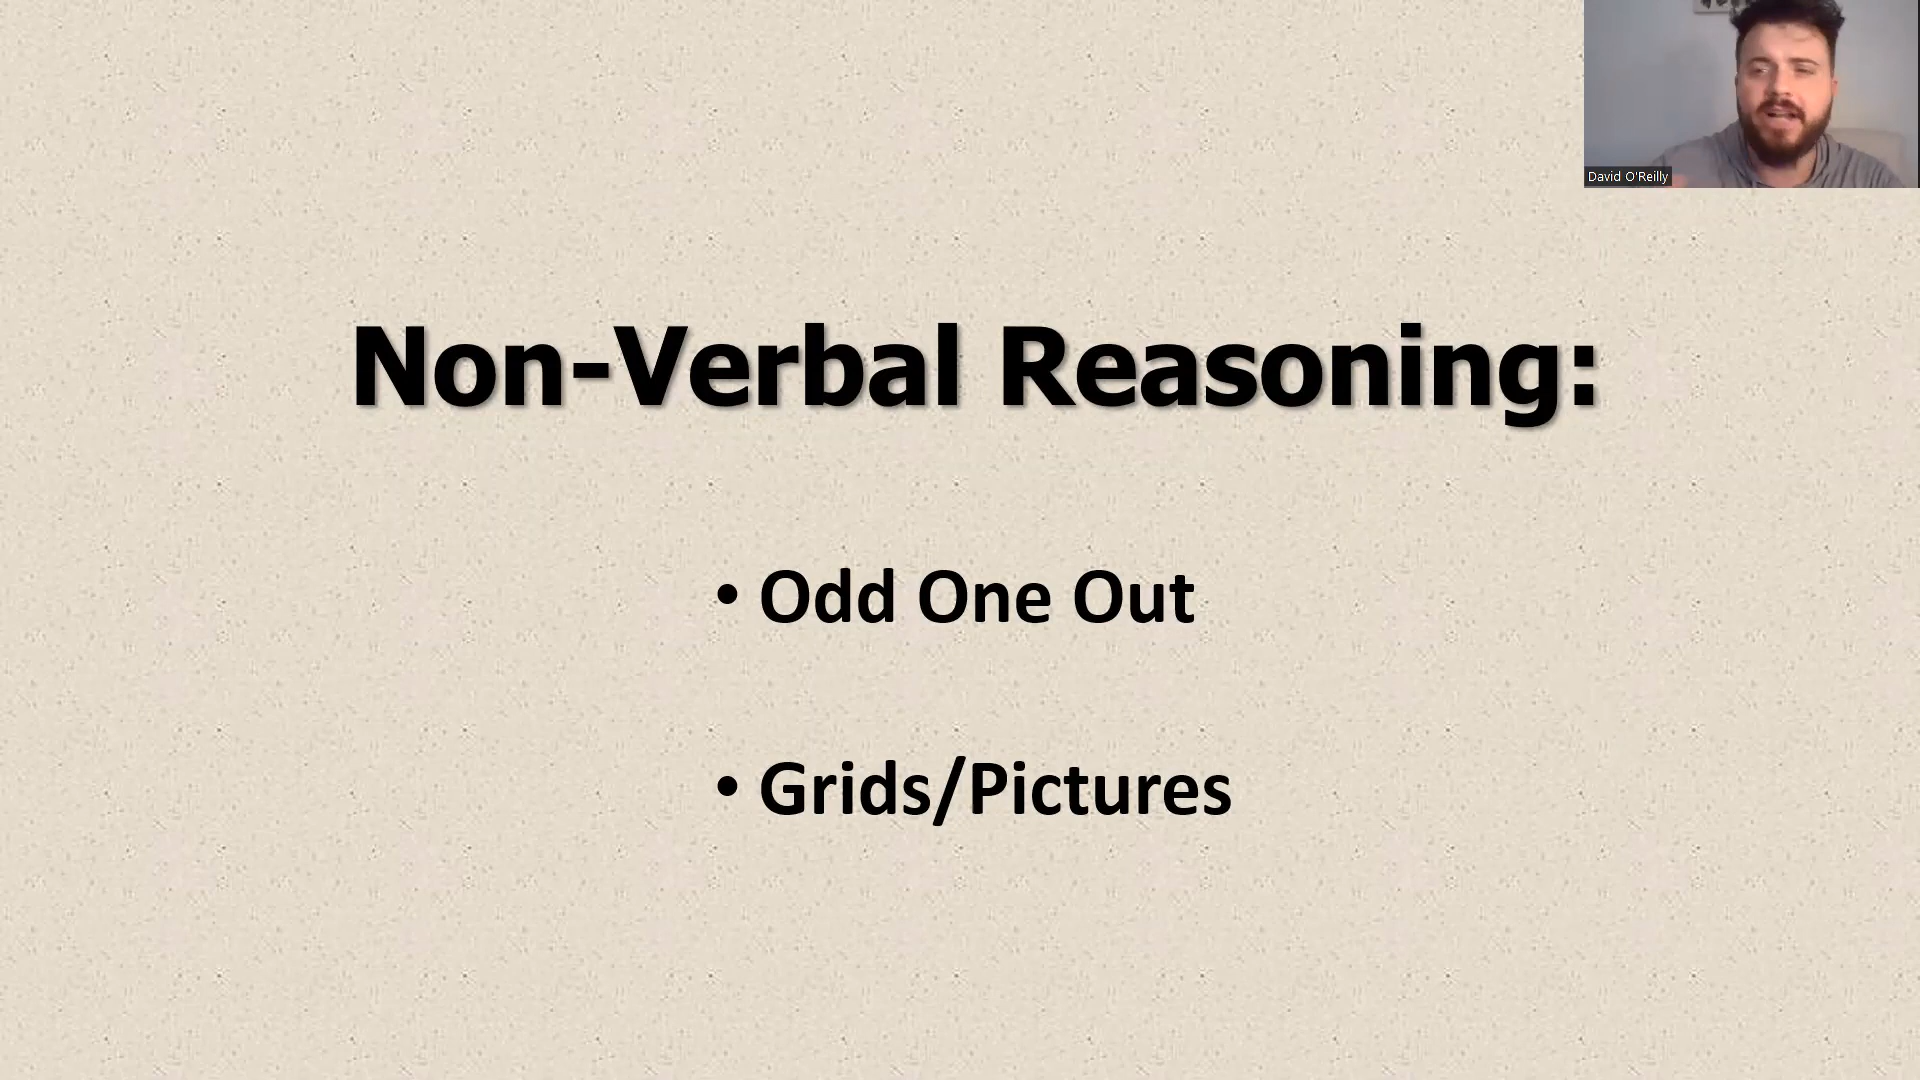 David O'Reilly
Non-Verbal Reasoning:
• Odd One Out
• Grids/Pictures